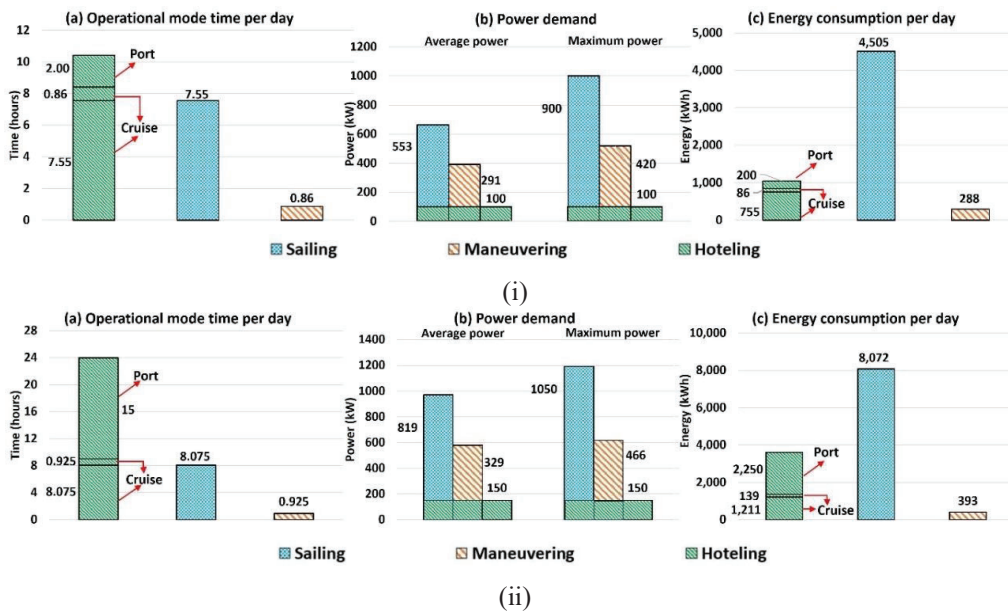 (a) Operational mode time per day
12
10
8
6
4
2
0
Time (hours)
2.00
0.86
7.55
Port
Cruise
7.55
0.86
(b) Power demand
Average power Maximum power
1200
1000
800
600
400
200
0
Power (kW)
553
291
100
900
420
100
(c) Energy consumption per day
5,000
4,000
3,000
2,000
1,000
0
Energy (kWh)
4,505
Port
200
86
755
Cruise
288
Sailing Maneuvering Hoteling
(i)
(a) Operational mode time per day
28
24
20
16
12
8
4
0
Time (hours)
Port
15
0.925
8.075
Cruise
8.075
0.925
(b) Power demand
Average power Maximum power
1400
1200
1000
800
600
400
200
0
Power (kW)
819
329
150
1050
466
150
(c) Energy consumption per day
10,000
8,000
6,000
4,000
2,000
0
Energy (kWh)
8,072
Port
2,250
139
1,211
Cruise
393
Sailing Maneuvering Hoteling
(ii)